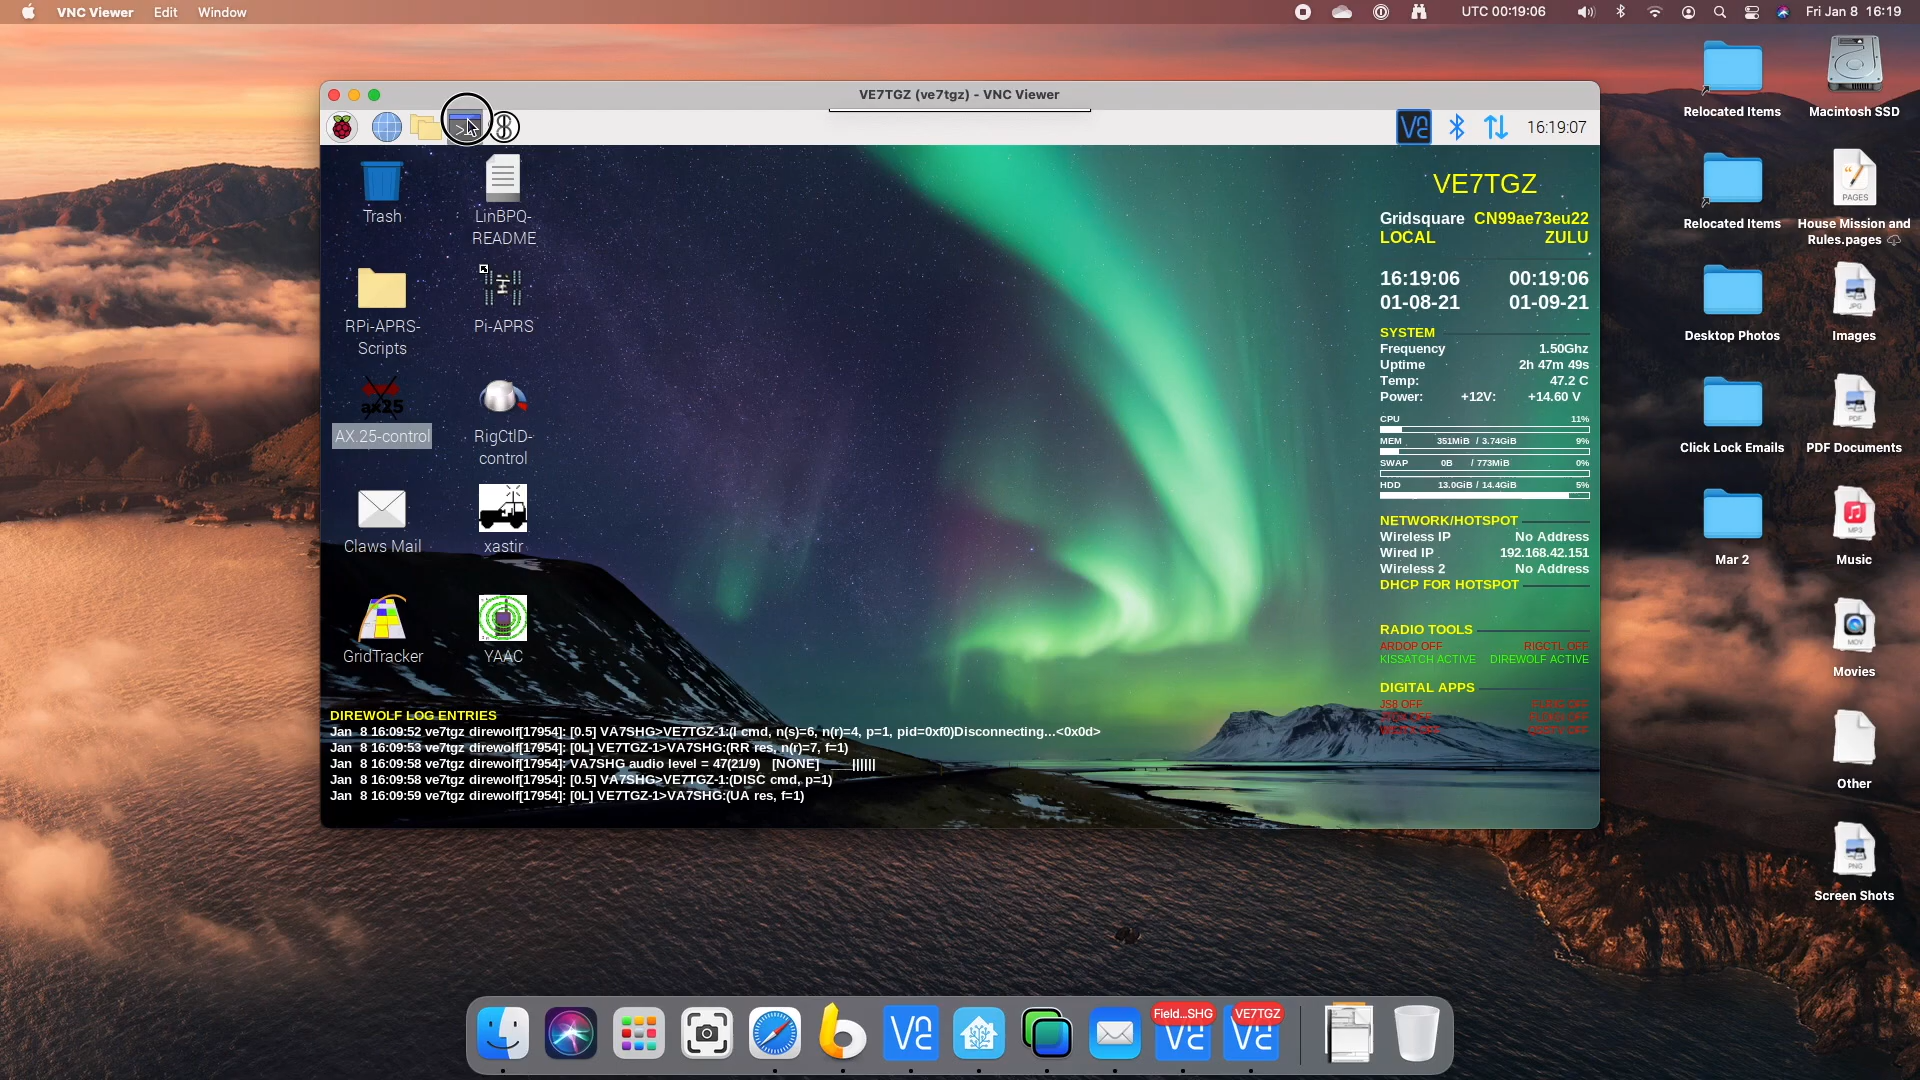 VNC Viewer Edit Window
UTC 00:19:06
Fri Jan 8 16:19
VE7TGZ (ve7tgz) - VNC Viewer
16:19:07
Trash
LinBPQ-
README
RPi-APRS-
Scripts
Pi-APRS
ax25
AX.25-control
RigCtlD-
control
Claws Mail
xastir
GridTracker
YAAC
VE7TGZ
Gridsquare CN99ae73eu22
LOCAL ZULU
16:19:06 00:19:06
01-08-21 01-09-21
SYSTEM
Frequency 1.50Ghz
Uptime 2h 47m 49s
Temp: 47.2 C
Power: +12V: +14.60 V
CPU 11%
MEM 351MiB / 3.74GiB 9%
SWAP 0B / 773MiB 0%
HDD 13.0GiB / 14.4GiB 5%
NETWORK/HOTSPOT
Wireless IP No Address
Wired IP 192.168.42.151
Wireless 2 No Address
DHCP FOR HOTSPOT
RADIO TOOLS
ARDOP OFF RIGCTL OFF
KISSATCH ACTIVE DIREWOLF ACTIVE
DIGITAL APPS
JS8 OFF
DIREWOLF LOG ENTRIES
Jan 8 16:09:52 ve7tgz direwolf[17954]: [0.5] VA7SHG>VE7TGZ-1:(I cmd, n(s)=6, n(r)=4, p=1, pid=0xf0)Disconnecting...<0x0d>
Jan 8 16:09:53 ve7tgz direwolf[17954]: [0L] VE7TGZ-1>VA7SHG:(RR res, n(r)=7, f=1)
Jan 8 16:09:58 ve7tgz direwolf[17954]: VA7SHG audio level = 47(21/9) [NONE] ___||||||
Jan 8 16:09:58 ve7tgz direwolf[17954]: [0.5] VA7SHG>VE7TGZ-1:(DISC cmd, p=1)
Jan 8 16:09:59 ve7tgz direwolf[17954]: [0L] VE7TGZ-1>VA7SHG:(UA res, f=1)
Relocated Items
Macintosh SSD
Relocated Items
PAGES
House Mission and
Rules.pages
Desktop Photos
JPG
Images
Click Lock Emails
PDF
PDF Documents
Mar 2
MP3
Music
MOV
Movies
Other
PNG
Screen Shots
Field...SHG
VE7TGZ